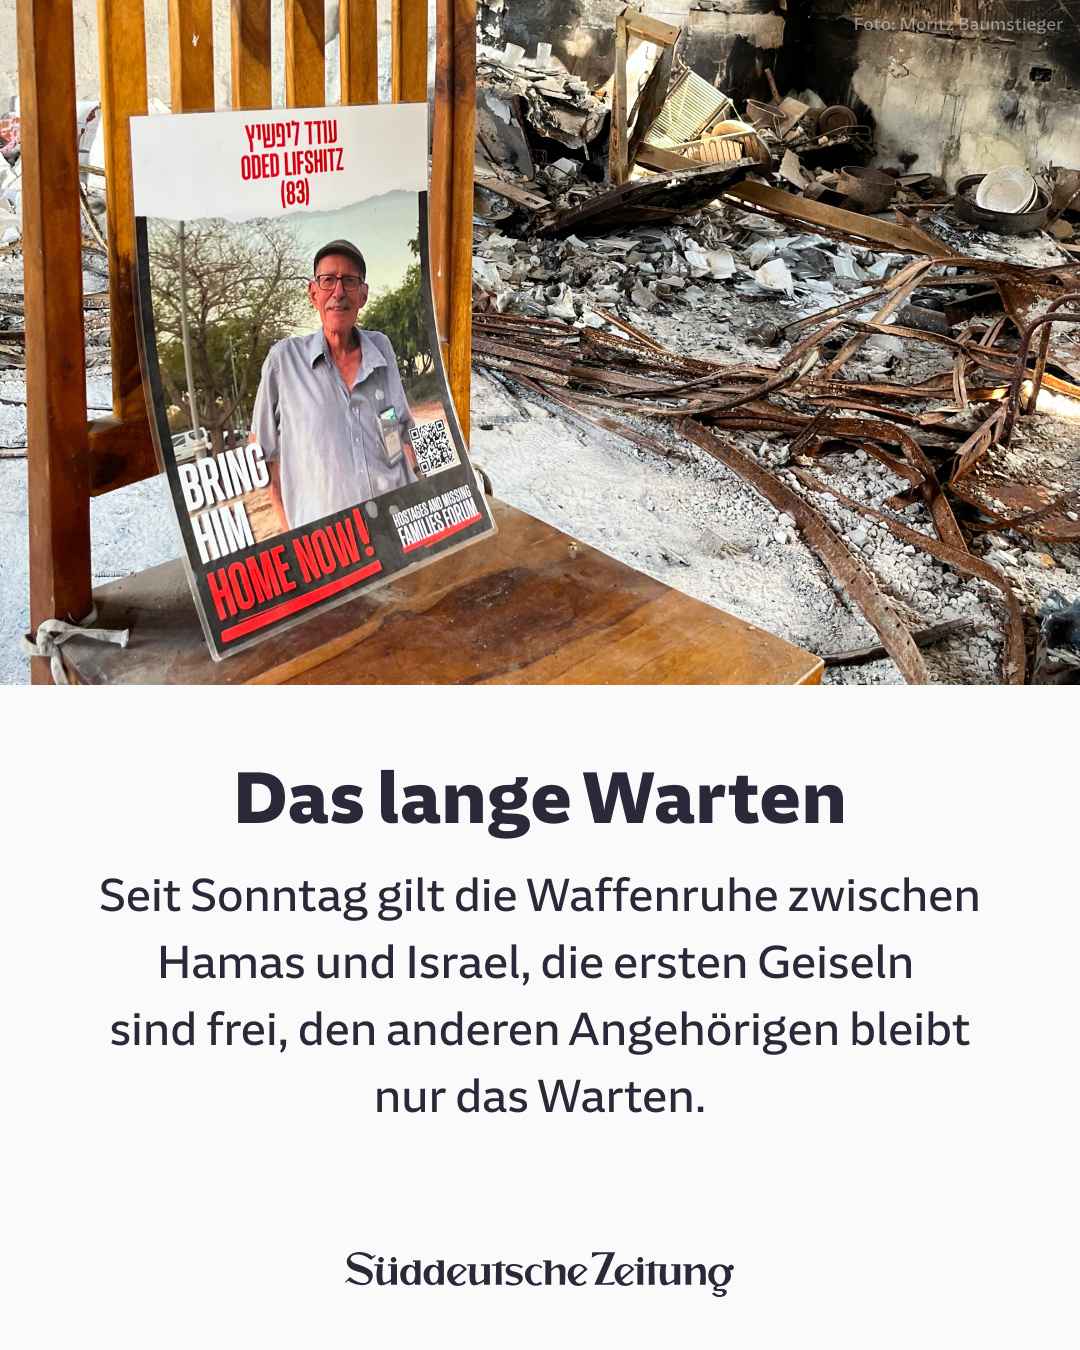 Foto: Moritz Baumstieger
עודד ליפשיץ
ODED LIFSHITZ
(83)
BRING
HIM
HOME NOW!
HOSTAGES AND MISSING
FAMILIES FORUM
Das lange Warten
Seit Sonntag gilt die Waffenruhe zwischen
Hamas und Israel, die ersten Geiseln
sind frei, den anderen Angehörigen bleibt
nur das Warten.
Süddeutsche Zeitung